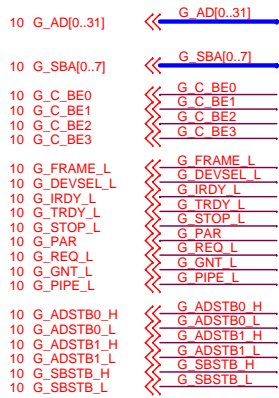 10 G_AD[0..31] G_AD[0..31]
10 G_SBA[0..7] G_SBA[0..7]
10 G_C_BE0 G_C_BE0
10 G_C_BE1 G_C_BE1
10 G_C_BE2 G_C_BE2
10 G_C_BE3 G_C_BE3
10 G_FRAME_L G_FRAME_L
10 G_DEVSEL_L G_DEVSEL_L
10 G_IRDY_L G_IRDY_L
10 G_TRDY_L G_TRDY_L
10 G_STOP_L G_STOP_L
10 G_PAR G_PAR
10 G_REQ_L G_REQ_L
10 G_GNT_L G_GNT_L
10 G_PIPE_L G_PIPE_L
10 G_ADSTB0_H G_ADSTB0_H
10 G_ADSTB0_L G_ADSTB0_L
10 G_ADSTB1_H G_ADSTB1_H
10 G_ADSTB1_L G_ADSTB1_L
10 G_SBSTB_H G_SBSTB_H
10 G_SBSTB_L G_SBSTB_L